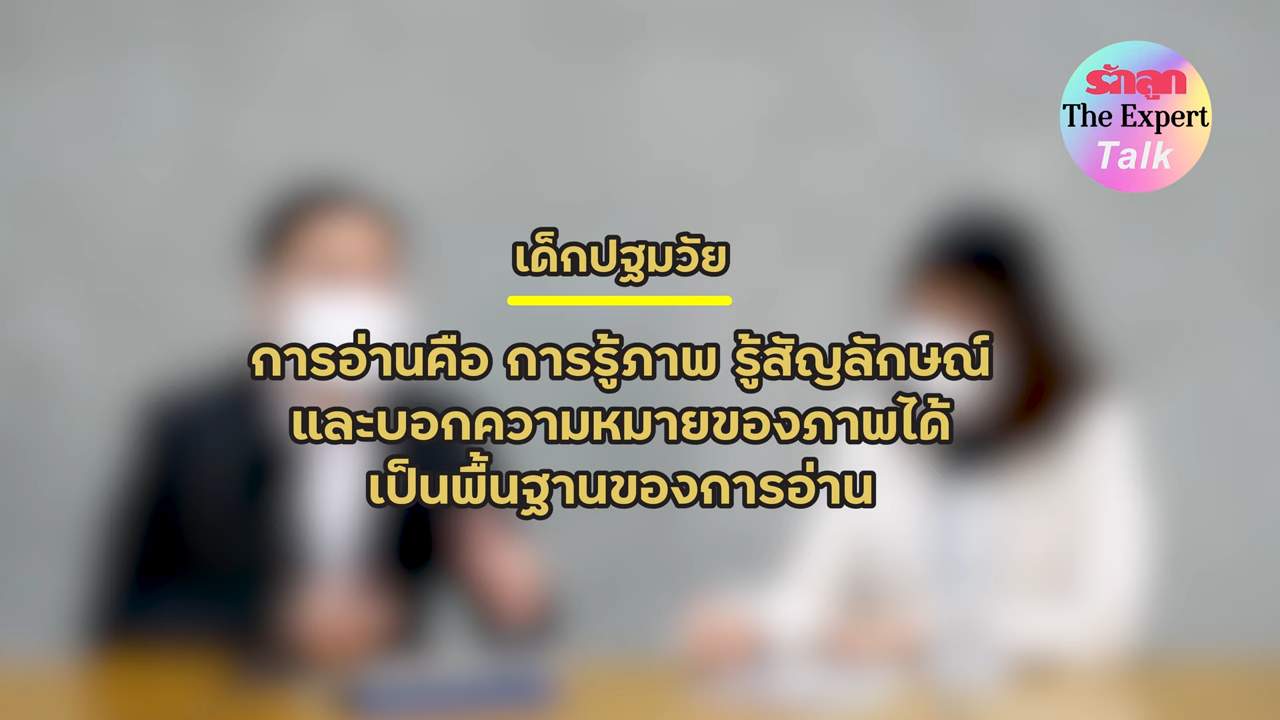 รักลูก
The Expert
Talk
เด็กปฐมวัย
การอ่านคือ การรู้ภาพ รู้สัญลักษณ์
และบอกความหมายของภาพได้
เป็นพื้นฐานของการอ่าน